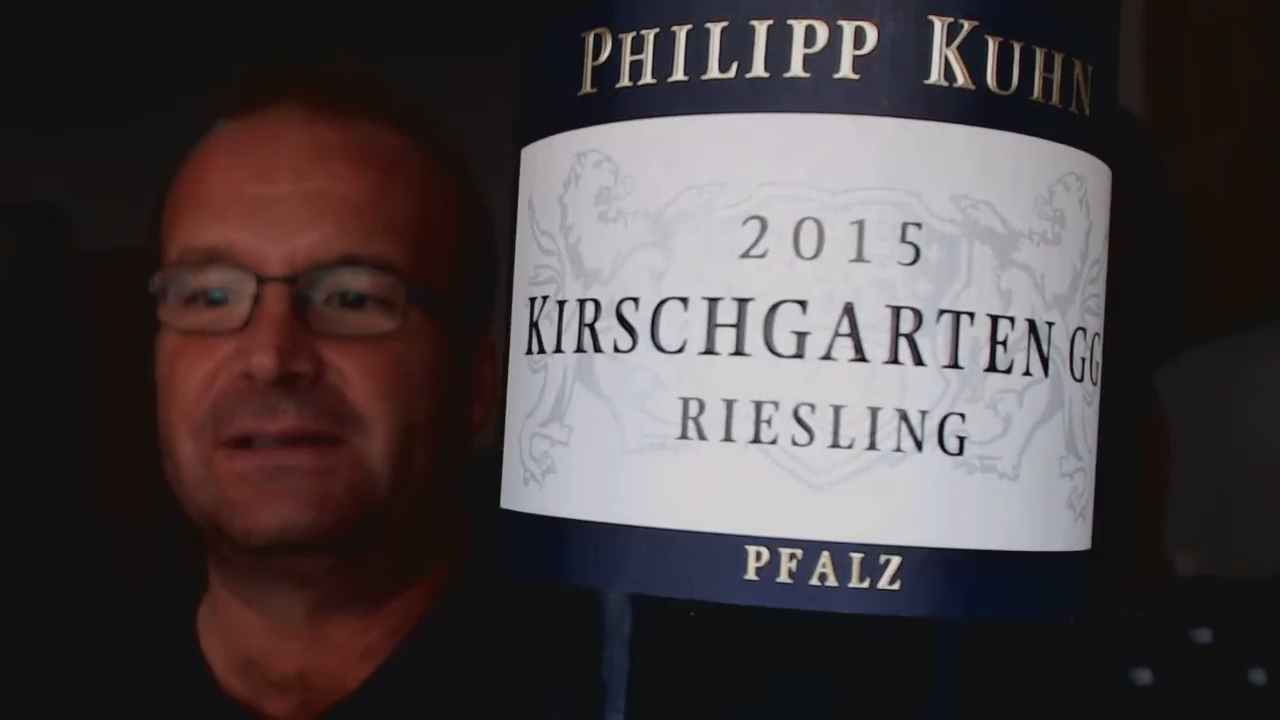 PHILIPP KUHN
2015
KIRSCHGARTEN GG
RIESLING
PFALZ